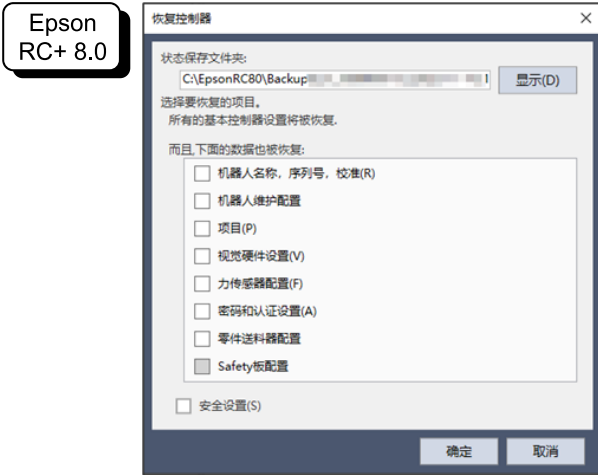 Epson
RC+ 8.0
恢复控制器
状态保存文件夹:
C:\EpsonRC80\Backup
显示(D)
选择要恢复的项目。
所有的基本控制器设置将被恢复.
而且,下面的数据也被恢复:
机器人名称，序列号，校准(R)
机器人维护配置
项目(P)
视觉硬件设置(V)
力传感器配置(F)
密码和认证设置(A)
零件送料器配置
Safety板配置
安全设置(S)
确定
取消